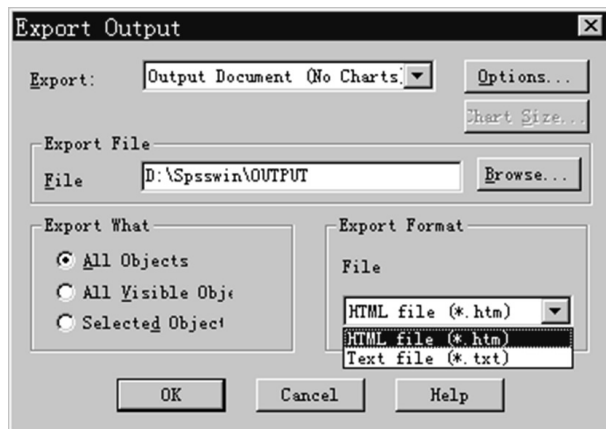 Export Output
Export:
Output Document (No Charts)
Options...
Chart Size...
Export File
File
D:\Spsswin\OUTPUT
Browse...
Export What
All Objects
All Visible Obje
Selected Object
Export Format
File
HTML file (*.htm)
HTML file (*.htm)
Text file (*.txt)
OK
Cancel
Help